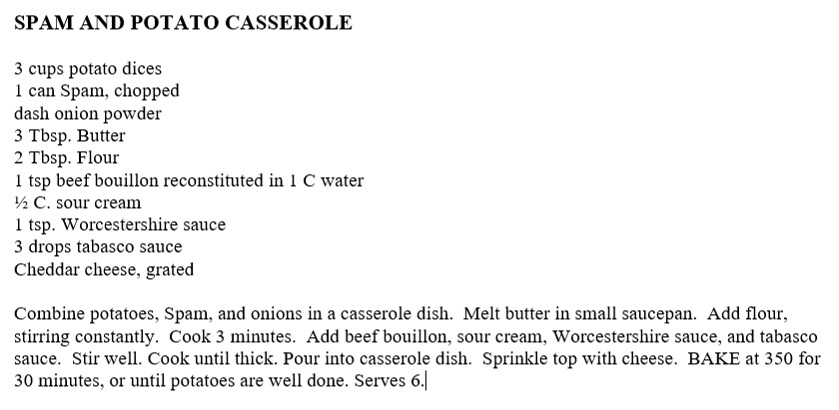 SPAM AND POTATO CASSEROLE
3 cups potato dices
1 can Spam, chopped
dash onion powder
3 Tbsp. Butter
2 Tbsp. Flour
1 tsp beef bouillon reconstituted in 1 C water
½ C. sour cream
1 tsp. Worcestershire sauce
3 drops tabasco sauce
Cheddar cheese, grated
Combine potatoes, Spam, and onions in a casserole dish.  Melt butter in small saucepan.  Add flour,
stirring constantly.  Cook 3 minutes.  Add beef bouillon, sour cream, Worcestershire sauce, and tabasco
sauce.  Stir well. Cook until thick. Pour into casserole dish.  Sprinkle top with cheese.  BAKE at 350 for
30 minutes, or until potatoes are well done. Serves 6.